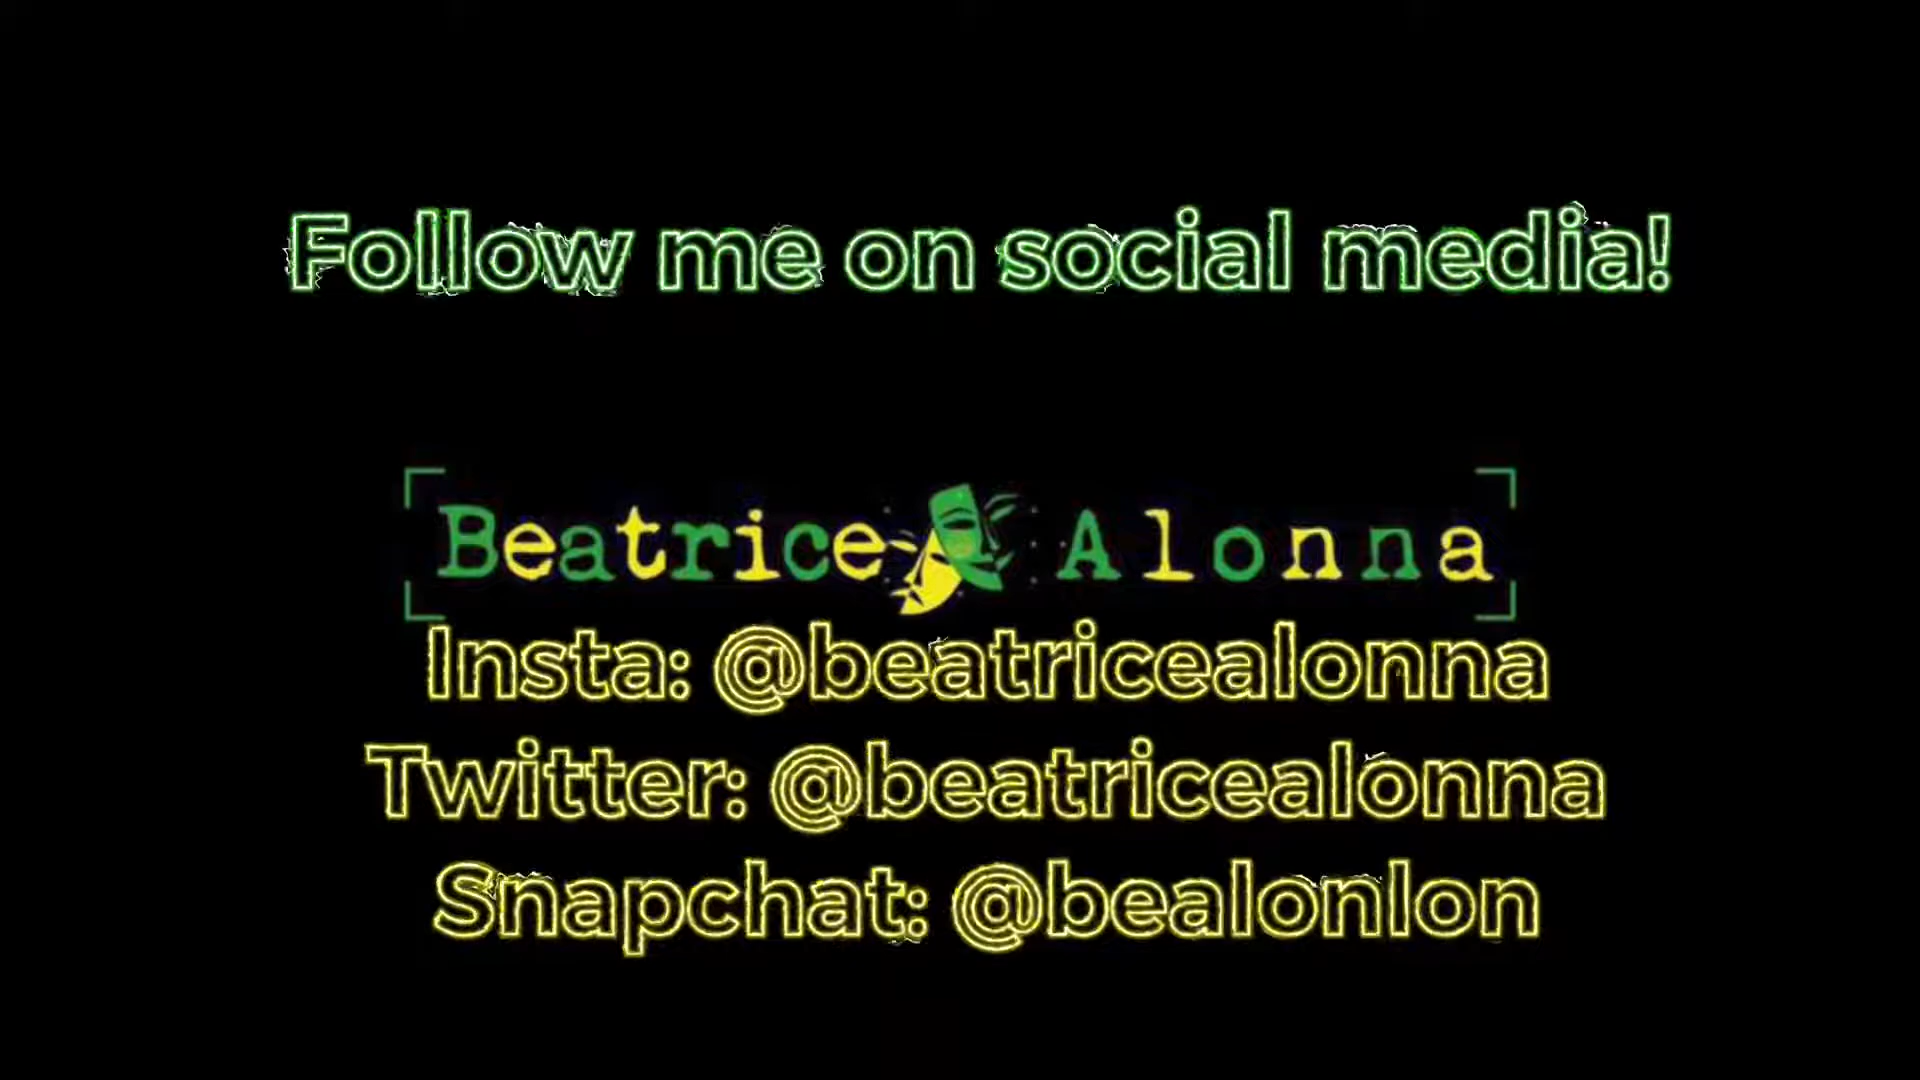 Follow me on social media!
Beatrice Alonna
Insta: @beatricealonna
Twitter: @beatricealonna
Snapchat: @bealonlon